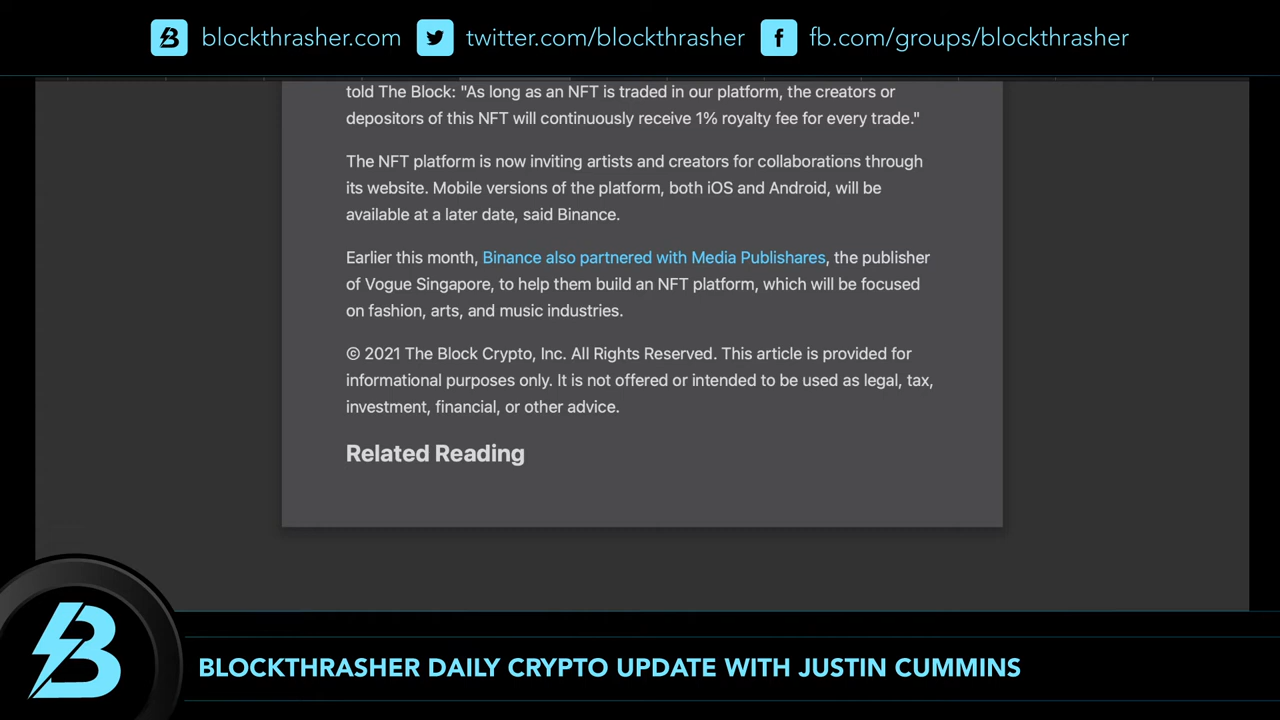 blockthrasher.com
twitter.com/blockthrasher
fb.com/groups/blockthrasher
told The Block: "As long as an NFT is traded in our platform, the creators or
depositors of this NFT will continuously receive 1% royalty fee for every trade."
The NFT platform is now inviting artists and creators for collaborations through
its website. Mobile versions of the platform, both iOS and Android, will be
available at a later date, said Binance.
Earlier this month, Binance also partnered with Media Publishares, the publisher
of Vogue Singapore, to help them build an NFT platform, which will be focused
on fashion, arts, and music industries.
© 2021 The Block Crypto, Inc. All Rights Reserved. This article is provided for
informational purposes only. It is not offered or intended to be used as legal, tax,
investment, financial, or other advice.
Related Reading
BLOCKTHRASHER DAILY CRYPTO UPDATE WITH JUSTIN CUMMINS